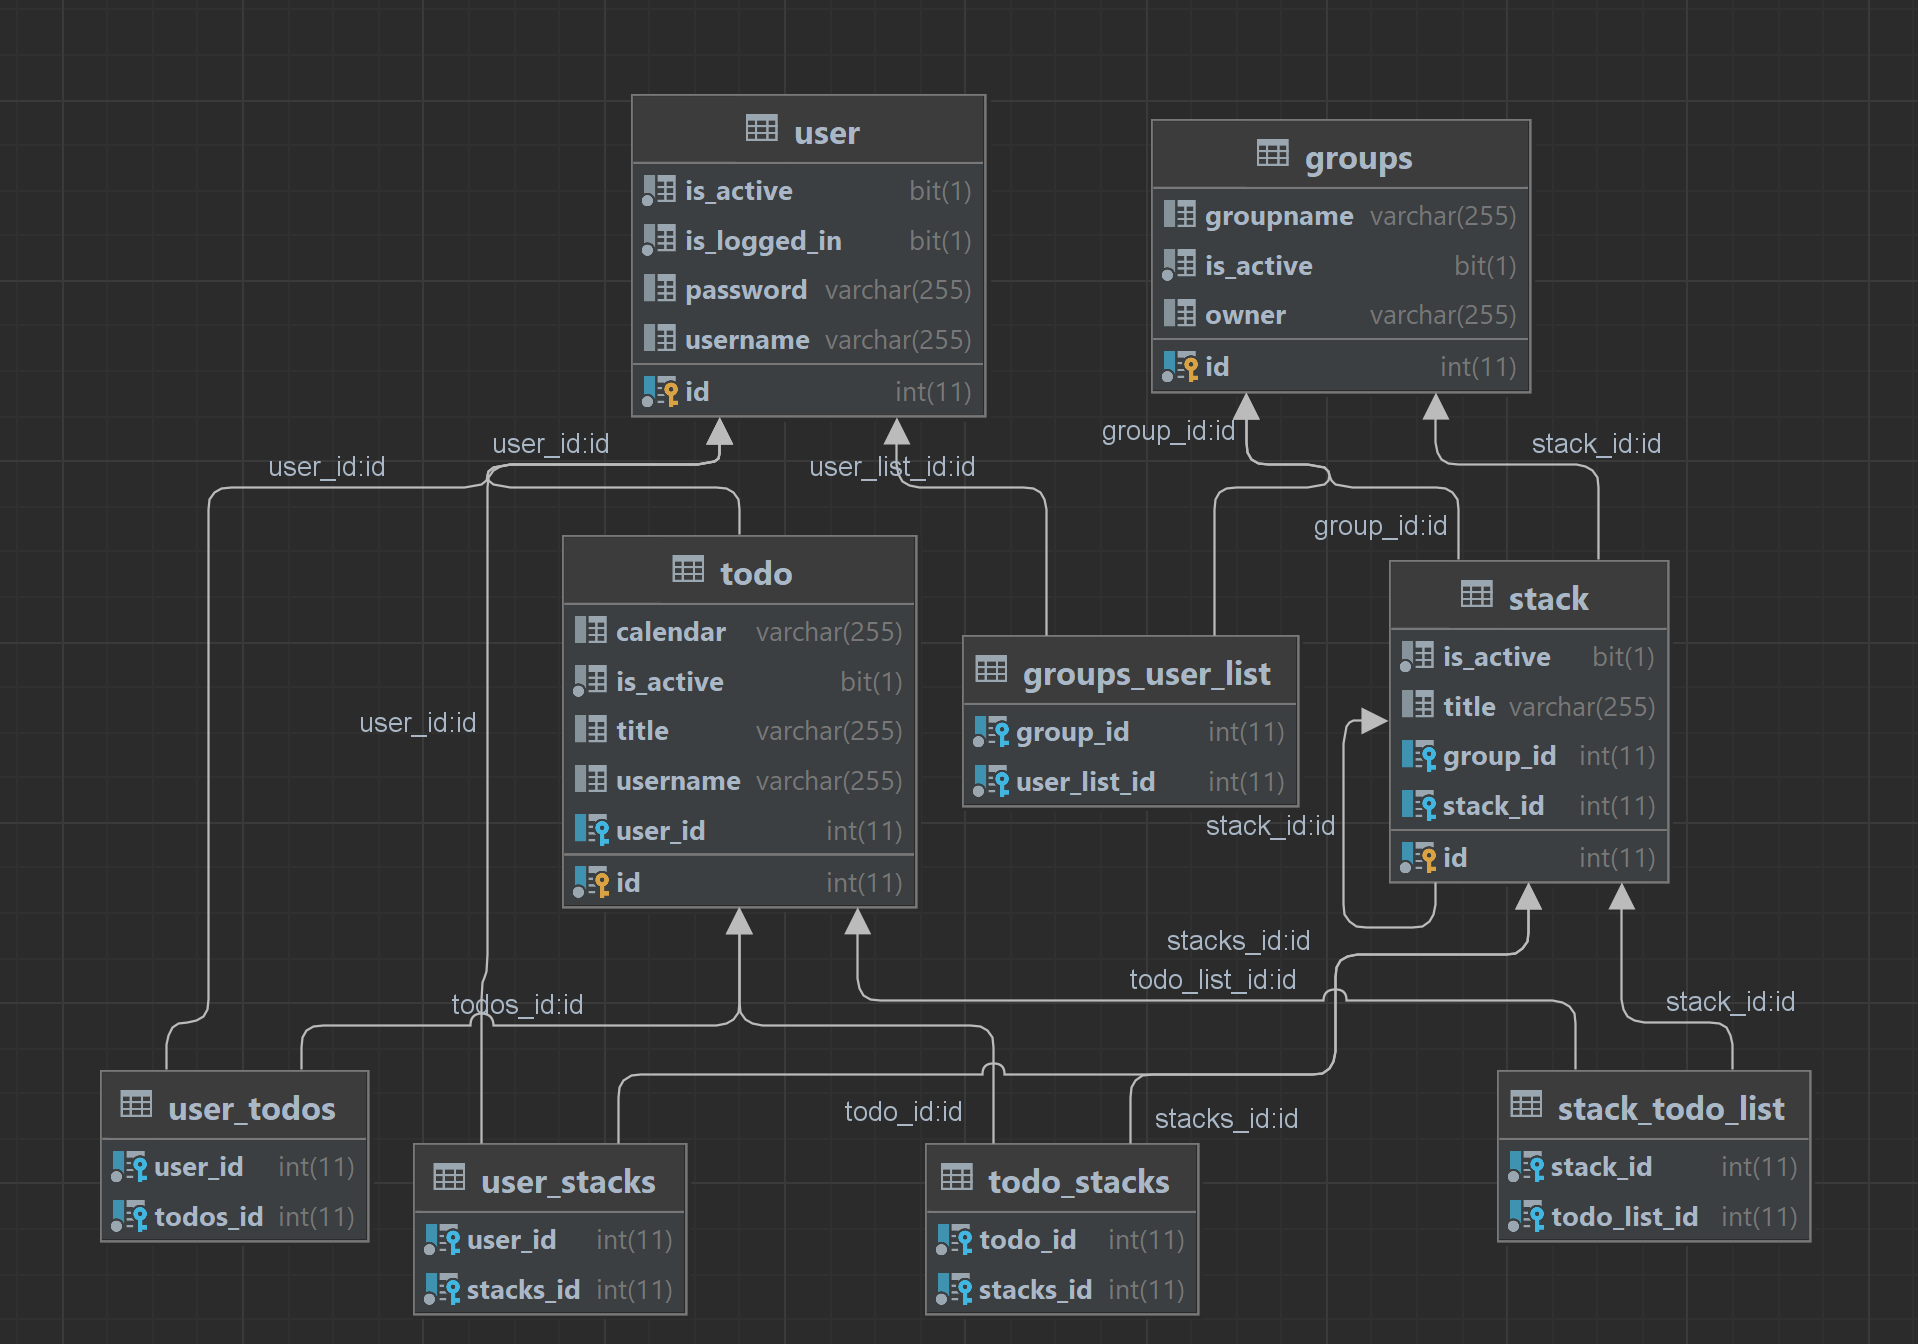 user
is_active bit(1)
is_logged_in bit(1)
password varchar(255)
username varchar(255)
id int(11)
groups
groupname varchar(255)
is_active bit(1)
owner varchar(255)
id int(11)
user_id:id
user_id:id
user_list_id:id
group_id:id
stack_id:id
group_id:id
user_id:id
todo
calendar varchar(255)
is_active bit(1)
title varchar(255)
username varchar(255)
user_id int(11)
id int(11)
groups_user_list
group_id int(11)
user_list_id int(11)
stack
is_active bit(1)
title varchar(255)
group_id int(11)
stack_id int(11)
id int(11)
stack_id:id
stacks_id:id
todo_list_id:id
todos_id:id
stack_id:id
todo_id:id
stacks_id:id
user_todos
user_id int(11)
todos_id int(11)
user_stacks
user_id int(11)
stacks_id int(11)
todo_stacks
todo_id int(11)
stacks_id int(11)
stack_todo_list
stack_id int(11)
todo_list_id int(11)